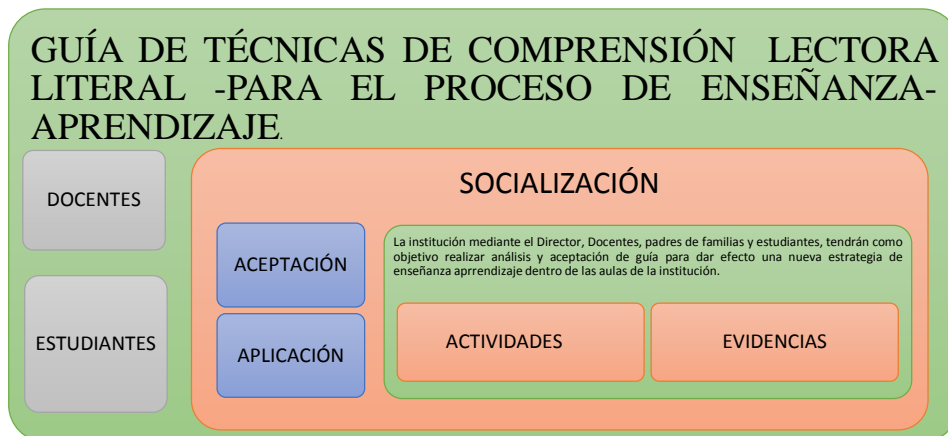 GUÍA DE TÉCNICAS DE COMPRENSIÓN LECTORA
LITERAL -PARA EL PROCESO DE ENSEÑANZA-
APRENDIZAJE.
DOCENTES
ESTUDIANTES
SOCIALIZACIÓN
ACEPTACIÓN
APLICACIÓN
La institución mediante el Director, Docentes, padres de familias y estudiantes, tendrán como
objetivo realizar análisis y aceptación de guía para dar efecto una nueva estrategia de
enseñanza aprrendizaje dentro de las aulas de la institución.
ACTIVIDADES
EVIDENCIAS